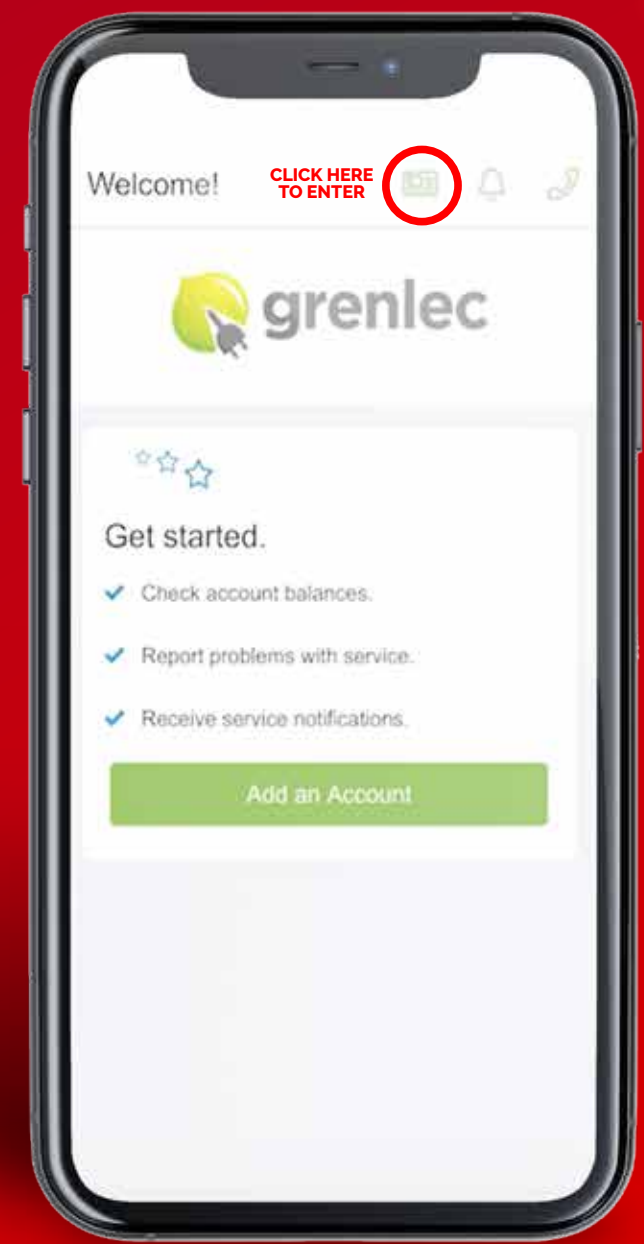 Welcome!
CLICK HERE
TO ENTER
grenlec
Get started.
Check account balances.
Report problems with service.
Receive service notifications.
Add an Account